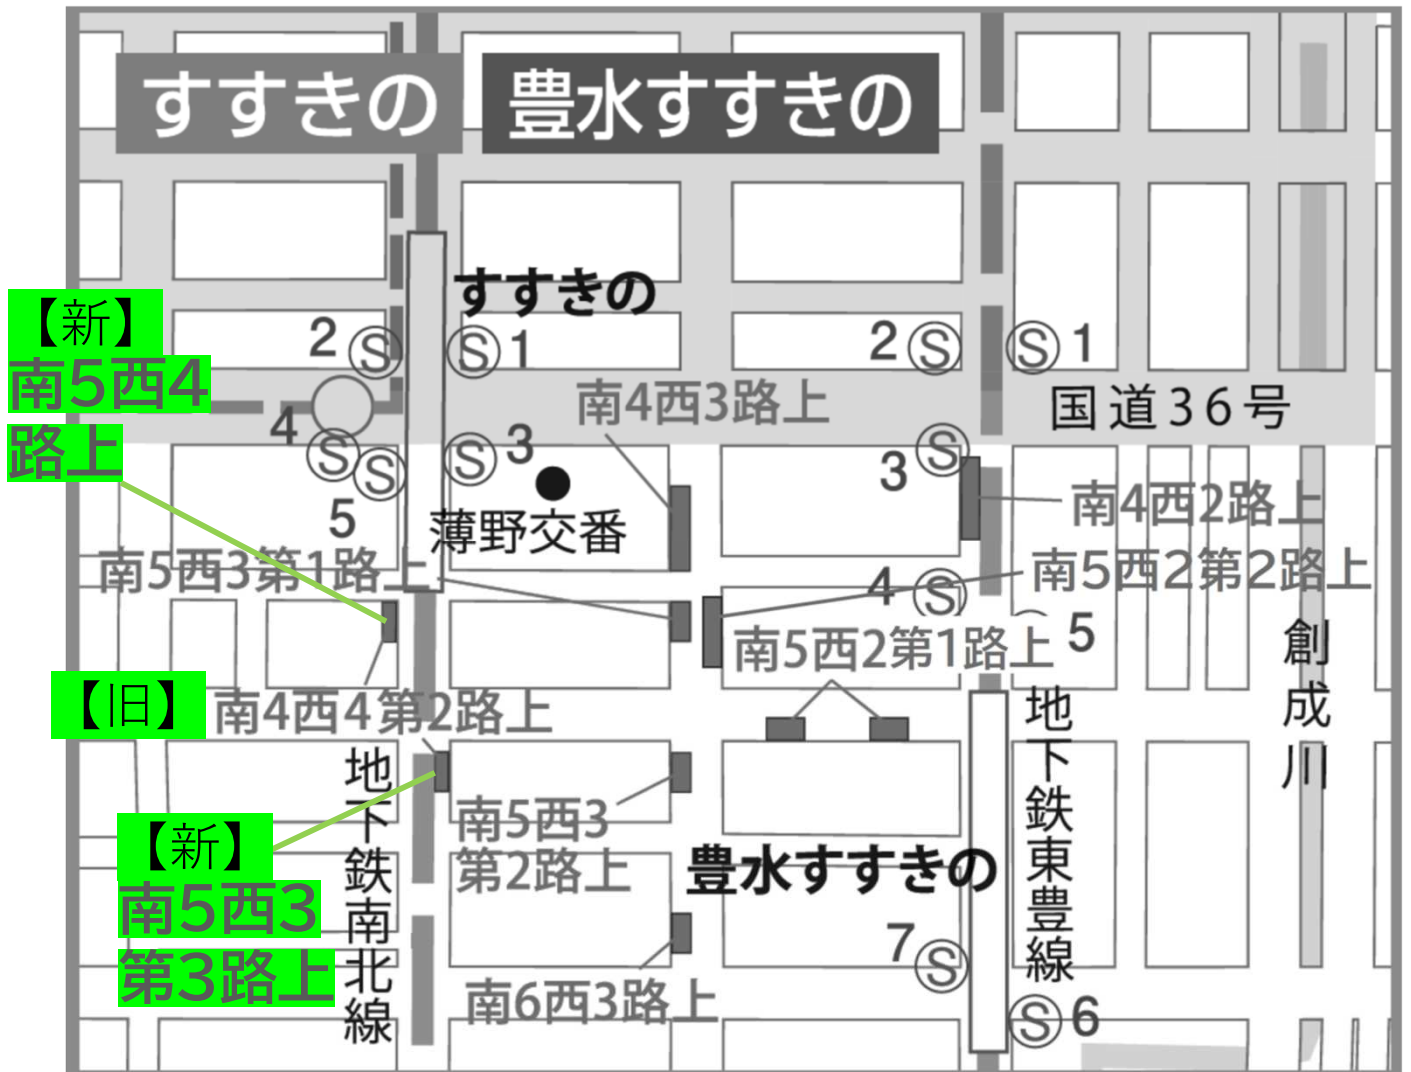 すすきの
豊水すすきの
すすきの
【新】
南5西4
路上
2
S
S
1
2
S
S
1
南4西3路上
国道36号
4
S
S
5
S
3
薄野交番
3
S
南4西2路上
南5西3第1路上
南5西2第2路上
4
S
5
南5西2第1路上
創成川
【旧】
南4西4第2路上
地下鉄南北線
地下鉄東豊線
【新】
南5西3
第3路上
南5西3
第2路上
豊水すすきの
7
S
南6西3路上
S
6